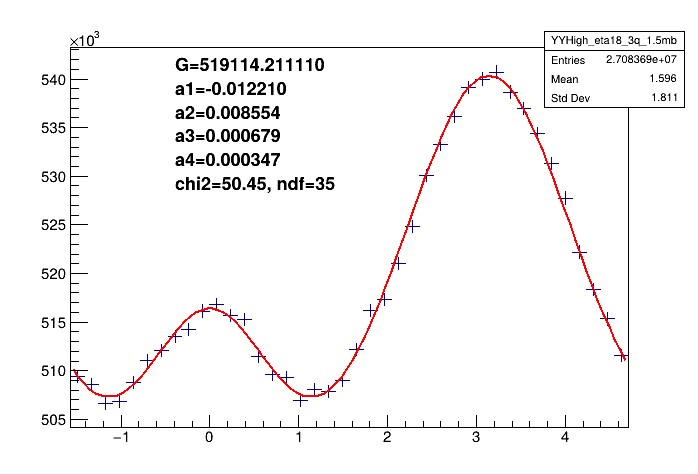 ×10³
YYHigh_eta18_3q_1.5mb
Entries 2.708369e+07
Mean 1.596
Std Dev 1.811
G=519114.211110
a1=-0.012210
a2=0.008554
a3=0.000679
a4=0.000347
chi2=50.45, ndf=35
540
535
530
525
520
515
510
505
−1 0 1 2 3 4